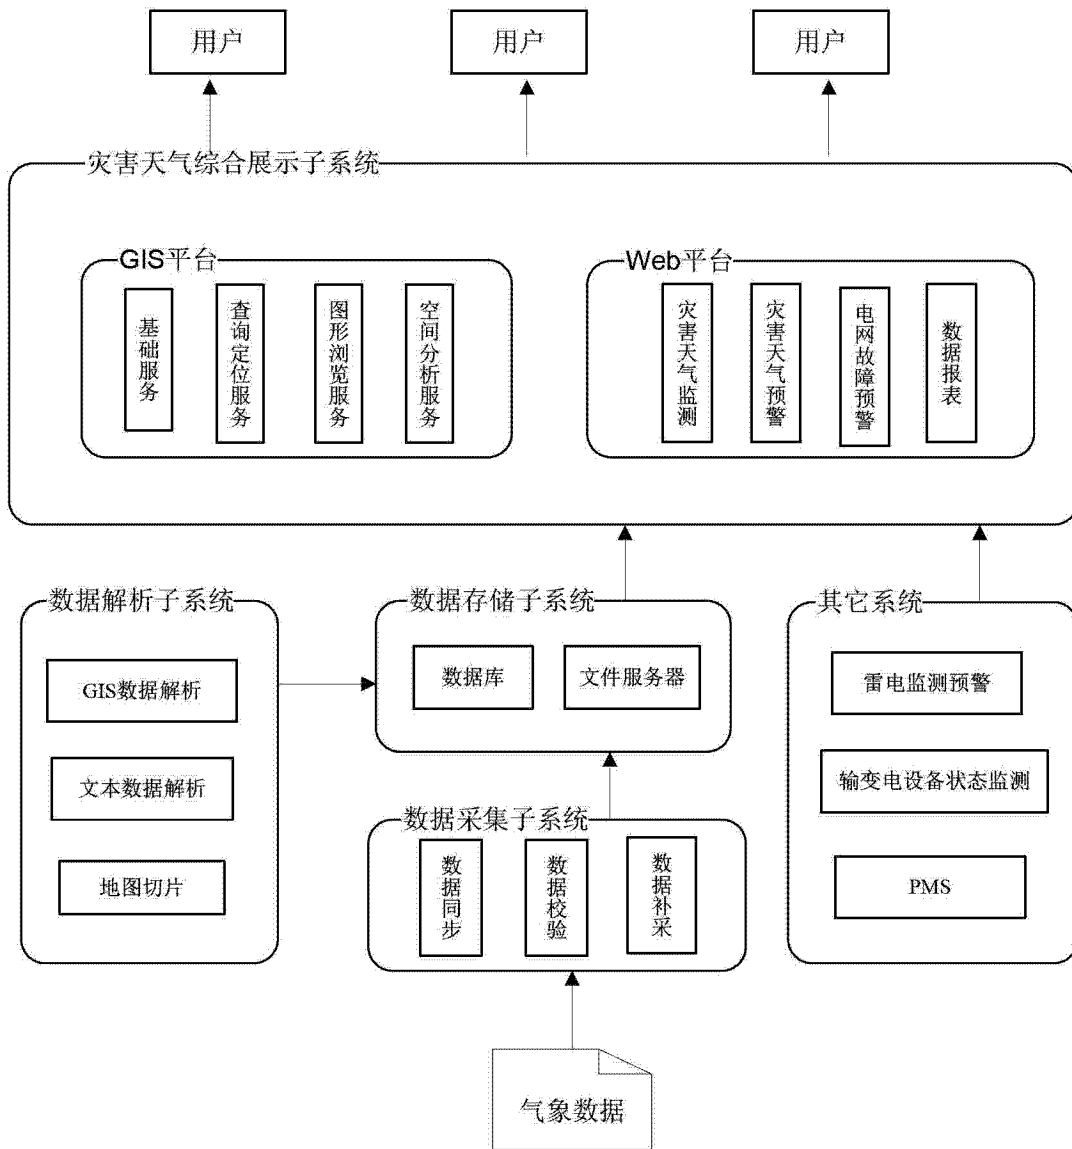 用户
用户
用户
灾害天气综合展示子系统
GIS平台
基础服务
查询定位服务
图形浏览服务
空间分析服务
Web平台
灾害天气监测
灾害天气预警
电网故障预警
数据报表
数据解析子系统
GIS数据解析
文本数据解析
地图切片
数据存储子系统
数据库
文件服务器
数据采集子系统
数据同步
数据校验
数据补采
其它系统
雷电监测预警
输变电设备状态监测
PMS
气象数据